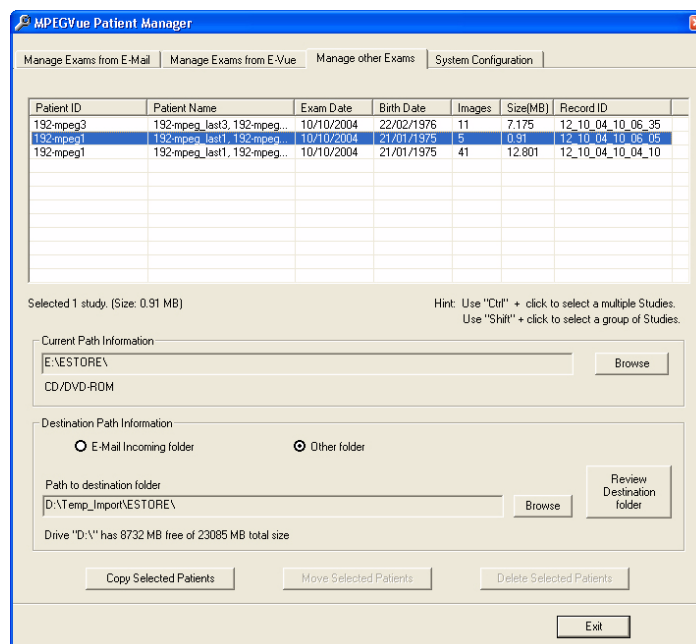 MPEGVue Patient Manager
Manage Exams from E-Mail Manage Exams from E-Vue Manage other Exams System Configuration
Patient ID Patient Name Exam Date Birth Date Images Size(MB) Record ID
192-mpeg3 192-mpeg_last3, 192-mpeg... 10/10/2004 22/02/1976 11 7.175 12_10_04_10_06_35
192-mpeg1 192-mpeg_last1, 192-mpeg... 10/10/2004 21/01/1975 5 0.91 12_10_04_10_06_05
192-mpeg1 192-mpeg_last1, 192-mpeg... 10/10/2004 21/01/1975 41 12.801 12_10_04_10_04_10
Selected 1 study. (Size: 0.91 MB) Hint: Use "Ctrl" + click to select a multiple Studies.
Use "Shift" + click to select a group of Studies.
Current Path Information
E:\ESTORE\ Browse
CD/DVD-ROM
Destination Path Information
E-Mail Incoming folder Other folder
Path to destination folder
D:\Temp_Import\ESTORE\ Browse
Review
Destination
folder
Drive "D:\" has 8732 MB free of 23085 MB total size
Copy Selected Patients Move Selected Patients Delete Selected Patients
Exit